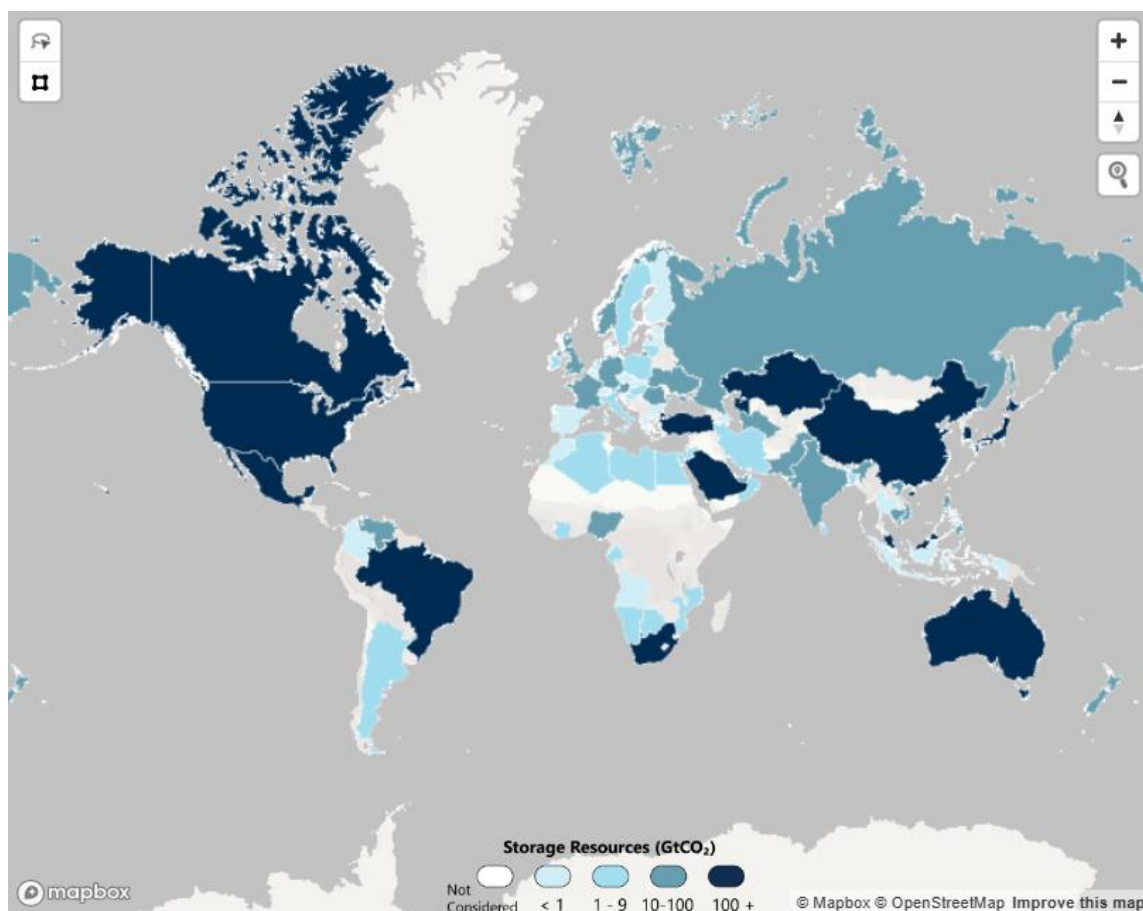 +
−
Storage Resources (GtCO₂)
Not
Considered < 1 1 - 9 10-100 100 +
mapbox
© Mapbox © OpenStreetMap Improve this map